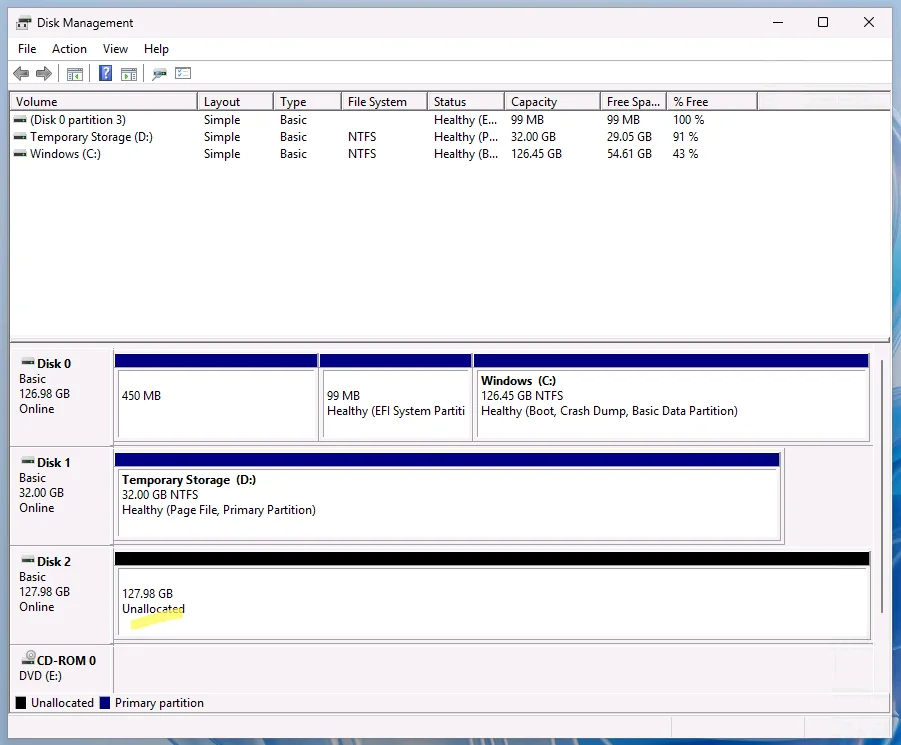 Disk Management
File Action View Help
Volume Layout Type File System Status Capacity Free Spa... % Free
(Disk 0 partition 3) Simple Basic Healthy (E... 99 MB 99 MB 100 %
Temporary Storage (D:) Simple Basic NTFS Healthy (P... 32.00 GB 29.05 GB 91 %
Windows (C:) Simple Basic NTFS Healthy (B... 126.45 GB 54.61 GB 43 %
Disk 0
Basic
126.98 GB
Online
450 MB
99 MB
Healthy (EFI System Partiti
Windows (C:)
126.45 GB NTFS
Healthy (Boot, Crash Dump, Basic Data Partition)
Disk 1
Basic
32.00 GB
Online
Temporary Storage (D:)
32.00 GB NTFS
Healthy (Page File, Primary Partition)
Disk 2
Basic
127.98 GB
Online
127.98 GB
Unallocated
CD-ROM 0
DVD (E:)
Unallocated Primary partition